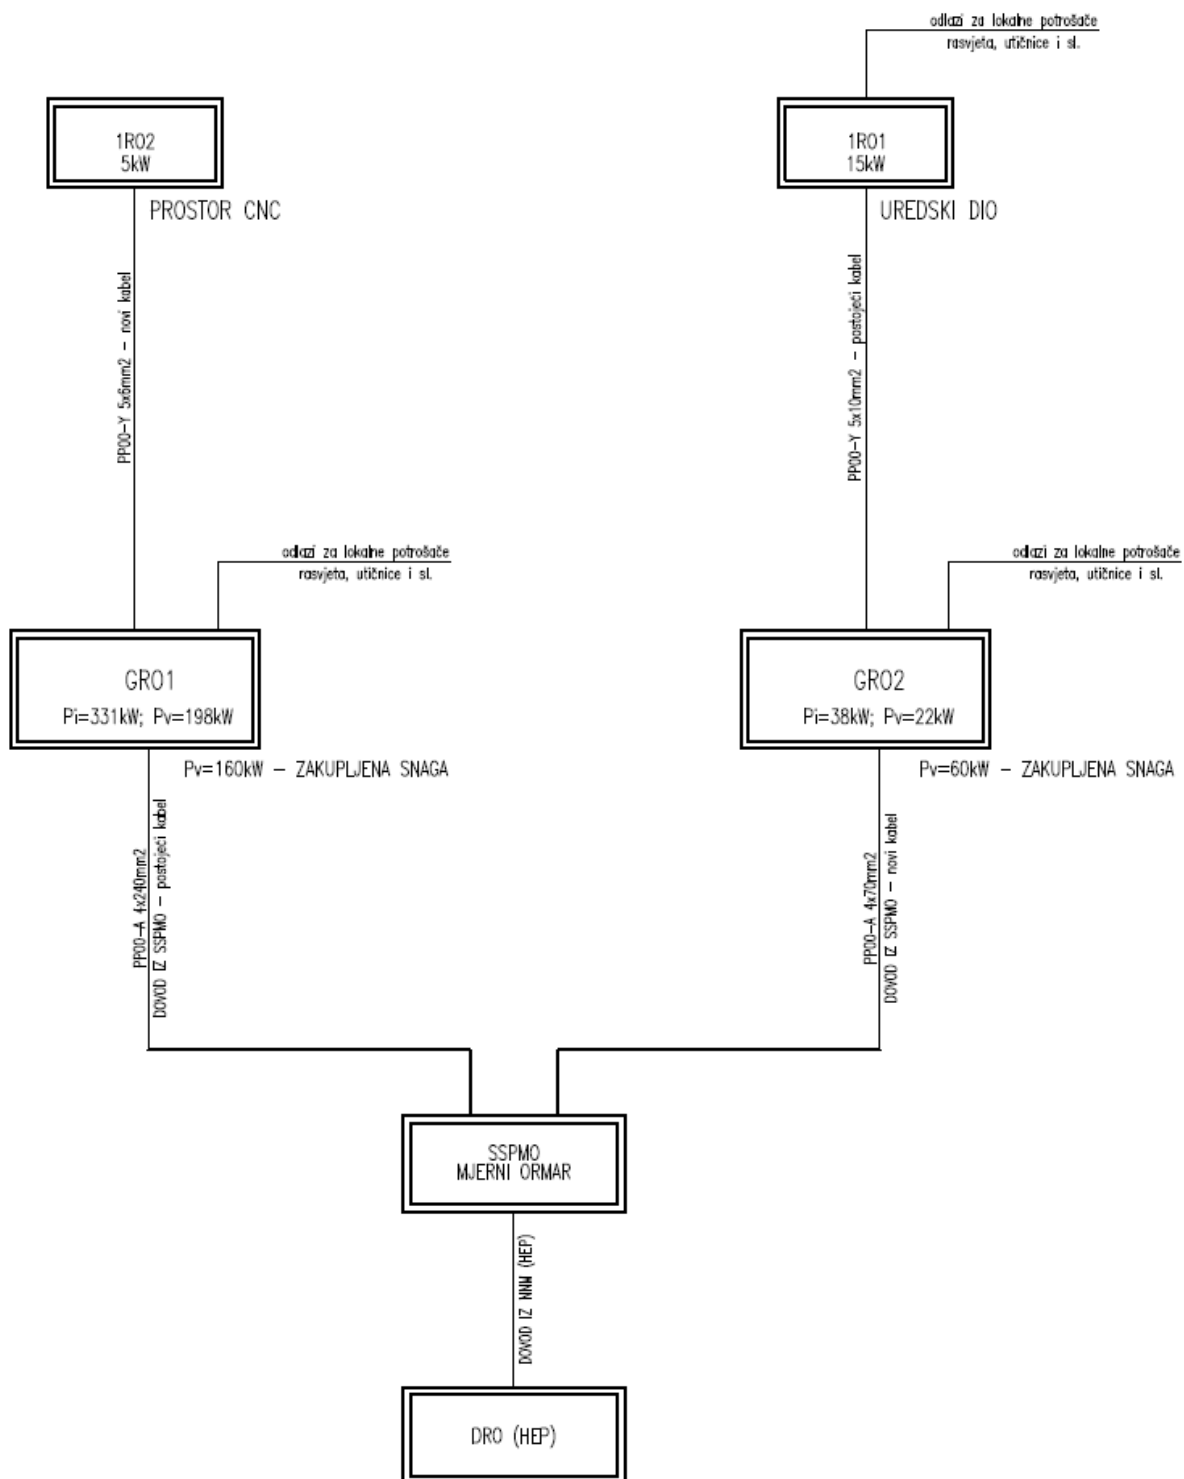 odlazi za lokalne potrošače
rasvjeta, utičnice i sl.
1RO2
5kW
PROSTOR CNC
1RO1
15kW
UREDSKI DIO
PP00-Y 5x6mm2 – novi kabel
PP00-Y 5x10mm2 – postojeći kabel
odlazi za lokalne potrošače
rasvjeta, utičnice i sl.
odlazi za lokalne potrošače
rasvjeta, utičnice i sl.
GRO1
Pi=331kW; Pv=198kW
Pv=160kW – ZAKUPLJENA SNAGA
GRO2
Pi=38kW; Pv=22kW
Pv=60kW – ZAKUPLJENA SNAGA
PP00-A 4x240mm2
DOVOD IZ SSPMO – postojeći kabel
PP00-A 4x70mm2
DOVOD IZ SSPMO – novi kabel
SSPMO
MJERNI ORMAR
DOVOD IZ NNM (HEP)
DRO (HEP)